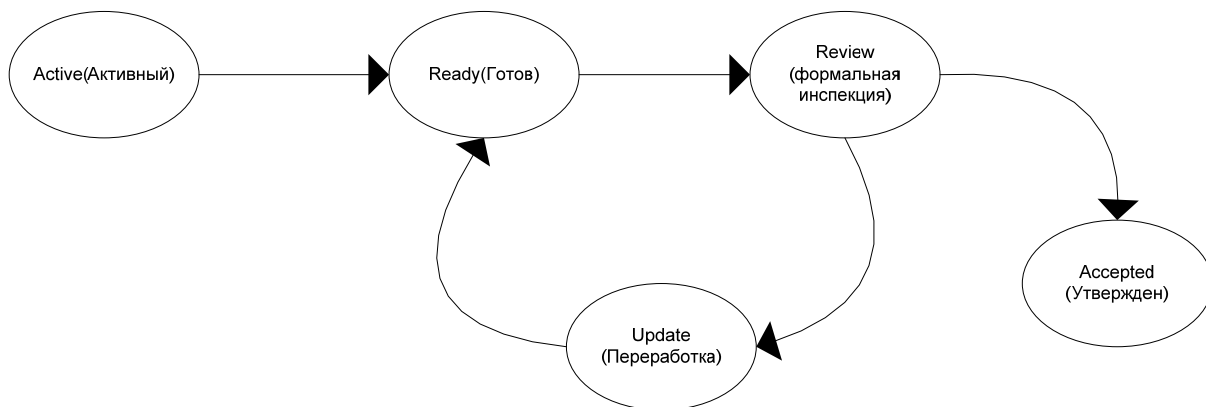 Active(Активный)
Ready(Готов)
Review
(формальная
инспекция)
Accepted
(Утвержден)
Update
(Переработка)